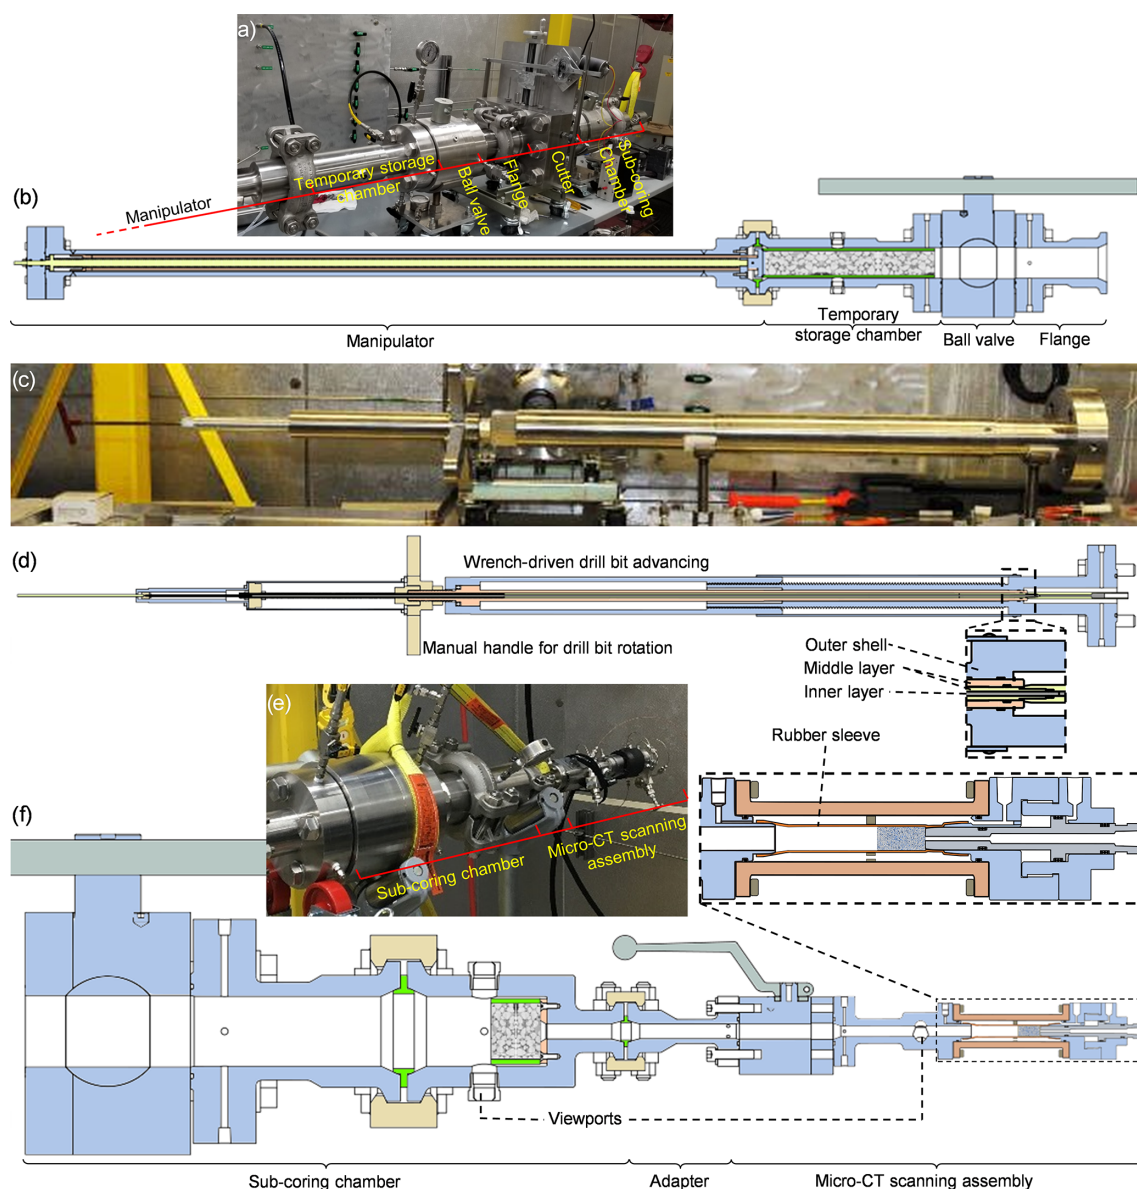 a)
Temporary storage
chamber
Ball valve
Flange
Cutter
Sub-coring
Chamber
Manipulator
(b)
Manipulator
Temporary
storage chamber
Ball valve
Flange
(c)
(d)
Wrench-driven drill bit advancing
Manual handle for drill bit rotation
Outer shell
Middle layer
Inner layer
(e)
Sub-coring chamber
Micro-CT scanning
assembly
Rubber sleeve
(f)
Viewports
Sub-coring chamber
Adapter
Micro-CT scanning assembly